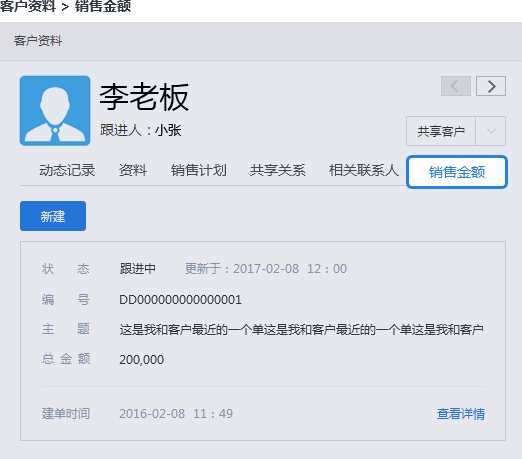 客户资料 > 销售金额
客户资料
李老板
跟进人：小张
共享客户
动态记录 资料 销售计划 共享关系 相关联系人 销售金额
新建
状态 跟进中 更新于：2017-02-08 12：00
编号 DD000000000000001
主题 这是我和客户最近的一个单这是我和客户最近的一个单这是我和客户
总金额 200,000
建单时间 2016-02-08 11：49 查看详情